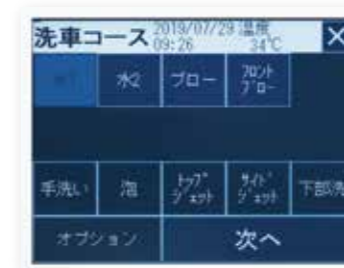 洗車コース 2019/07/29 温度 ×
09:26 34℃
水2 ブロー フロント
ブロー
手洗い 泡 トップ
ジェット サイド
ジェット 下部洗
オプション 次へ